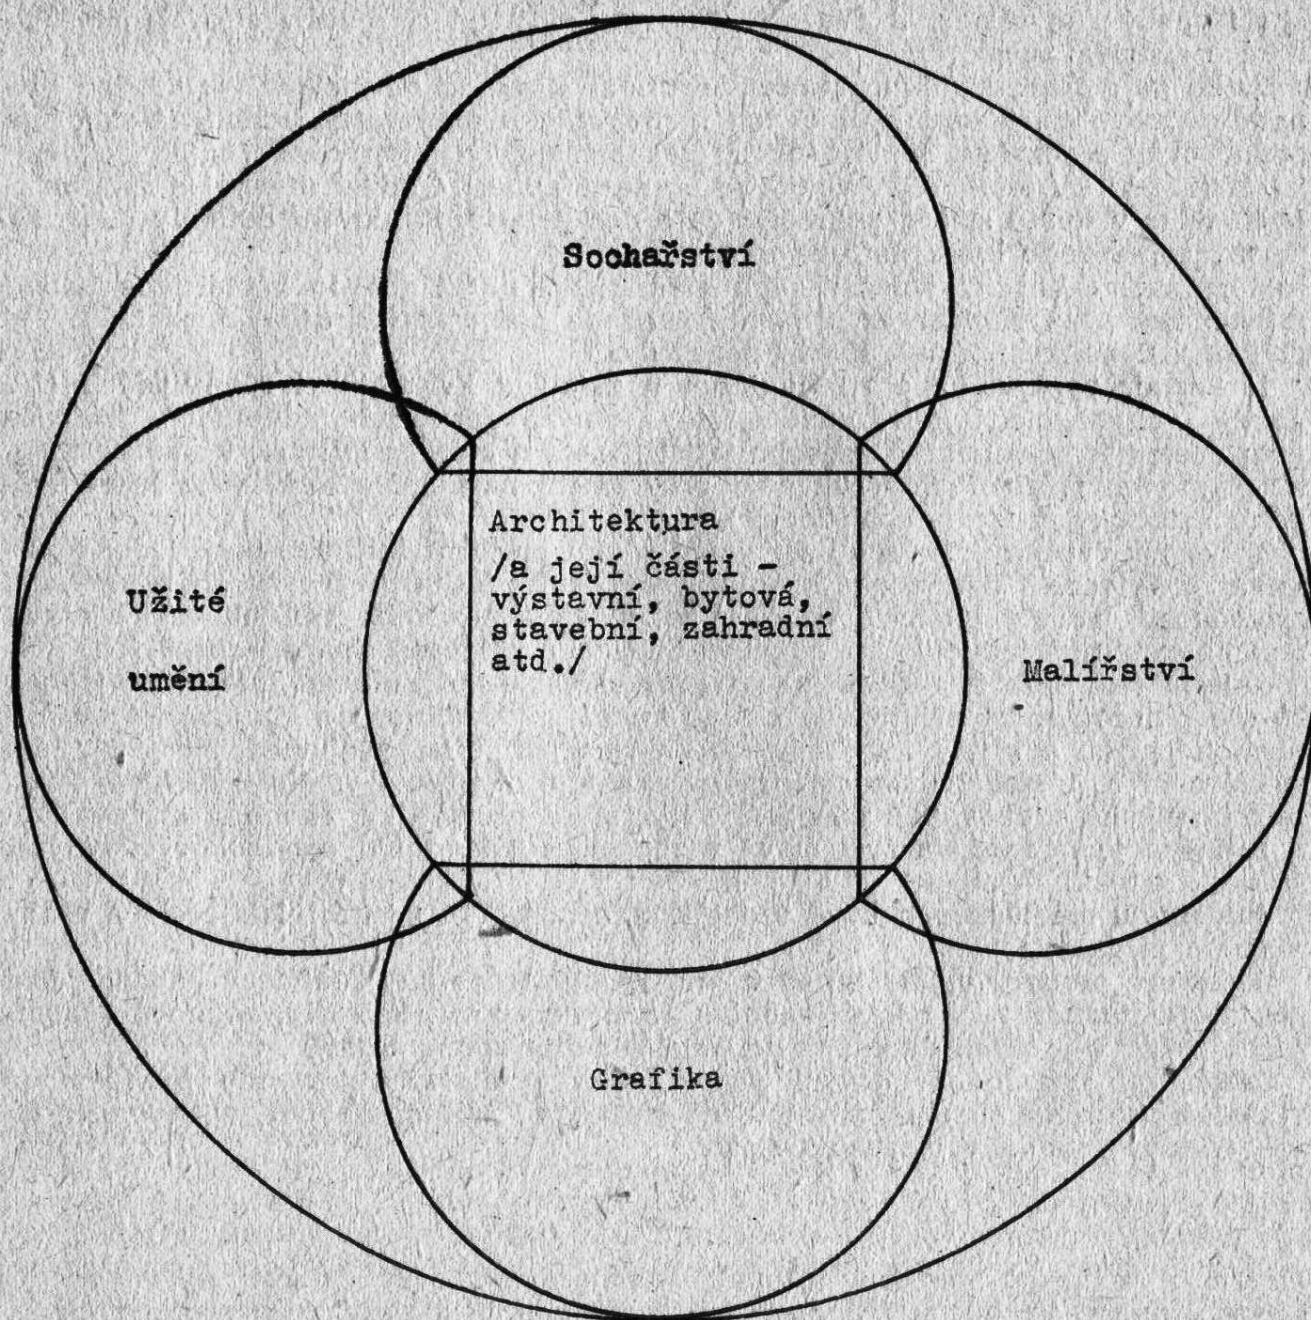 Sochařství
Architektura
/a její části -
výstavní, bytová,
stavební, zahradní
atd./
Užité
umění
Malířství
Grafika